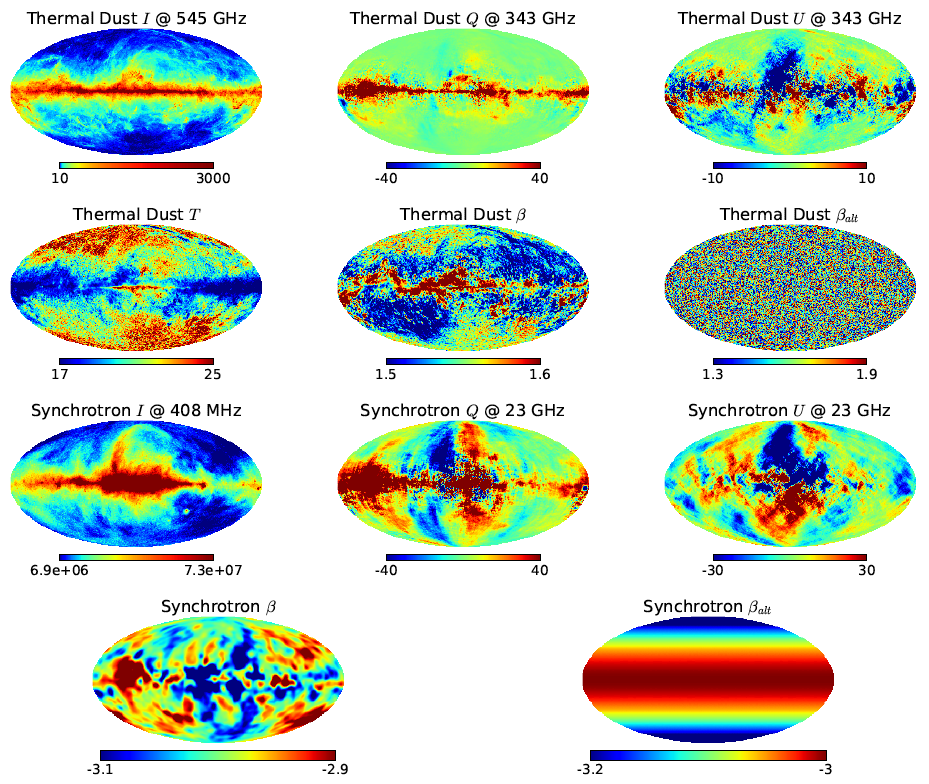 Thermal Dust I @ 545 GHz
Thermal Dust Q @ 343 GHz
Thermal Dust U @ 343 GHz
10 3000
-40 40
-10 10
Thermal Dust T
Thermal Dust β
Thermal Dust β_alt
17 25
1.5 1.6
1.3 1.9
Synchrotron I @ 408 MHz
Synchrotron Q @ 23 GHz
Synchrotron U @ 23 GHz
6.9e+06 7.3e+07
-40 40
-30 30
Synchrotron β
Synchrotron β_alt
-3.1 -2.9
-3.2 -3